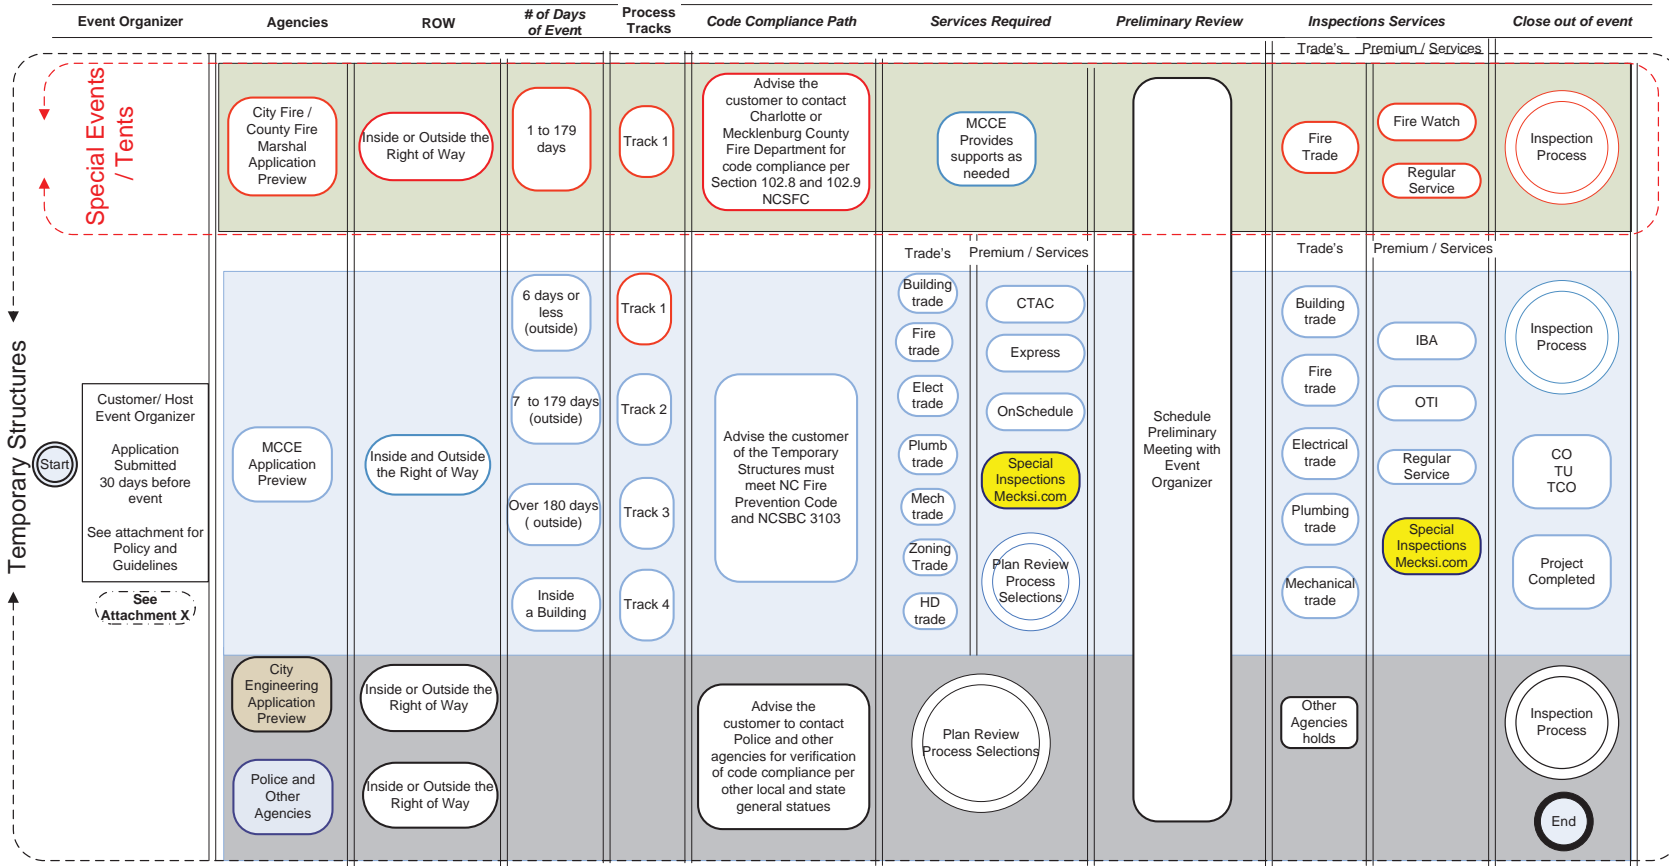 Event Organizer
Agencies
ROW
# of Days
of Event
Process
Tracks
Code Compliance Path
Services Required
Preliminary Review
Inspections Services
Close out of event
Trade's
Premium / Services
Temporary Structures
Special Events
/ Tents
City Fire /
County Fire
Marshal
Application
Preview
Inside or Outside the
Right of Way
1 to 179
days
Track 1
Advise the
customer to contact
Charlotte or
Mecklenburg County
Fire Department for
code compliance per
Section 102.8 and 102.9
NCSFC
MCCE
Provides
supports as
needed
Fire
Trade
Fire Watch
Regular
Service
Inspection
Process
Trade's
Premium / Services
Trade's
Premium / Services
Start
Customer/ Host
Event Organizer
Application
Submitted
30 days before
event
See attachment for
Policy and
Guidelines
See
Attachment X
MCCE
Application
Preview
Inside and Outside
the Right of Way
6 days or
less
(outside)
7 to 179 days
(outside)
Over 180 days
( outside)
Inside
a Building
Track 1
Track 2
Track 3
Track 4
Advise the customer
of the Temporary
Structures must
meet NC Fire
Prevention Code
and NCSBC 3103
Building
trade
Fire
trade
Elect
trade
Plumb
trade
Mech
trade
Zoning
Trade
HD
trade
CTAC
Express
OnSchedule
Special
Inspections
Mecksi.com
Plan Review
Process
Selections
Schedule
Preliminary
Meeting with
Event
Organizer
Building
trade
Fire
trade
Electrical
trade
Plumbing
trade
Mechanical
trade
IBA
OTI
Regular
Service
Special
Inspections
Mecksi.com
Inspection
Process
CO
TU
TCO
Project
Completed
City
Engineering
Application
Preview
Inside or Outside the
Right of Way
Police and
Other
Agencies
Inside or Outside the
Right of Way
Advise the
customer to contact
Police and other
agencies for verification
of code compliance per
other local and state
general statues
Plan Review
Process Selections
Other
Agencies
holds
Inspection
Process
End